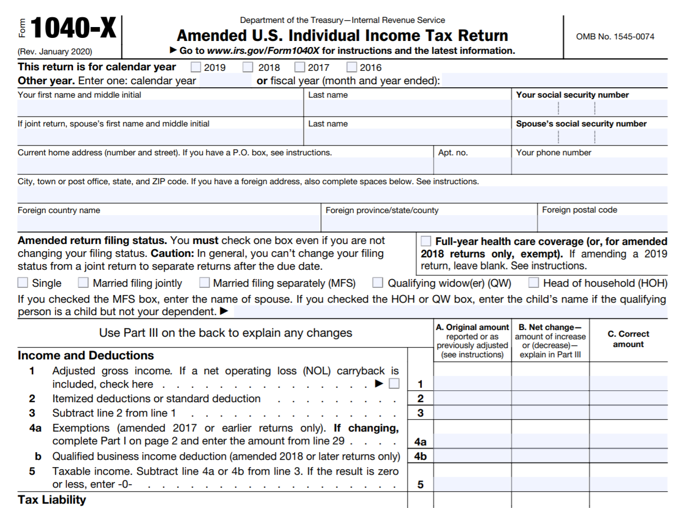 Department of the Treasury—Internal Revenue Service
Form 1040-X
Amended U.S. Individual Income Tax Return
(Rev. January 2020)
▶ Go to www.irs.gov/Form1040X for instructions and the latest information.
OMB No. 1545-0074
This return is for calendar year 2019 2018 2017 2016
Other year. Enter one: calendar year or fiscal year (month and year ended):
Your first name and middle initial Last name Your social security number
If joint return, spouse's first name and middle initial Last name Spouse's social security number
Current home address (number and street). If you have a P.O. box, see instructions. Apt. no. Your phone number
City, town or post office, state, and ZIP code. If you have a foreign address, also complete spaces below. See instructions.
Foreign country name Foreign province/state/county Foreign postal code
Amended return filing status. You must check one box even if you are not
changing your filing status. Caution: In general, you can't change your filing
status from a joint return to separate returns after the due date.
Full-year health care coverage (or, for amended
2018 returns only, exempt). If amending a 2019
return, leave blank. See instructions.
Single Married filing jointly Married filing separately (MFS) Qualifying widow(er) (QW) Head of household (HOH)
If you checked the MFS box, enter the name of spouse. If you checked the HOH or QW box, enter the child's name if the qualifying
person is a child but not your dependent. ▶
Use Part III on the back to explain any changes
A. Original amount
reported or as
previously adjusted
(see instructions)
B. Net change—
amount of increase
or (decrease)—
explain in Part III
C. Correct
amount
Income and Deductions
1 Adjusted gross income. If a net operating loss (NOL) carryback is
included, check here . . . . . . . . . . . . . . ▶ 1
2 Itemized deductions or standard deduction . . . . . . . . 2
3 Subtract line 2 from line 1 . . . . . . . . . . . . . 3
4a Exemptions (amended 2017 or earlier returns only). If changing,
complete Part I on page 2 and enter the amount from line 29 . . . . 4a
b Qualified business income deduction (amended 2018 or later returns only) 4b
5 Taxable income. Subtract line 4a or 4b from line 3. If the result is zero
or less, enter -0- . . . . . . . . . . . . . . . . 5
Tax Liability